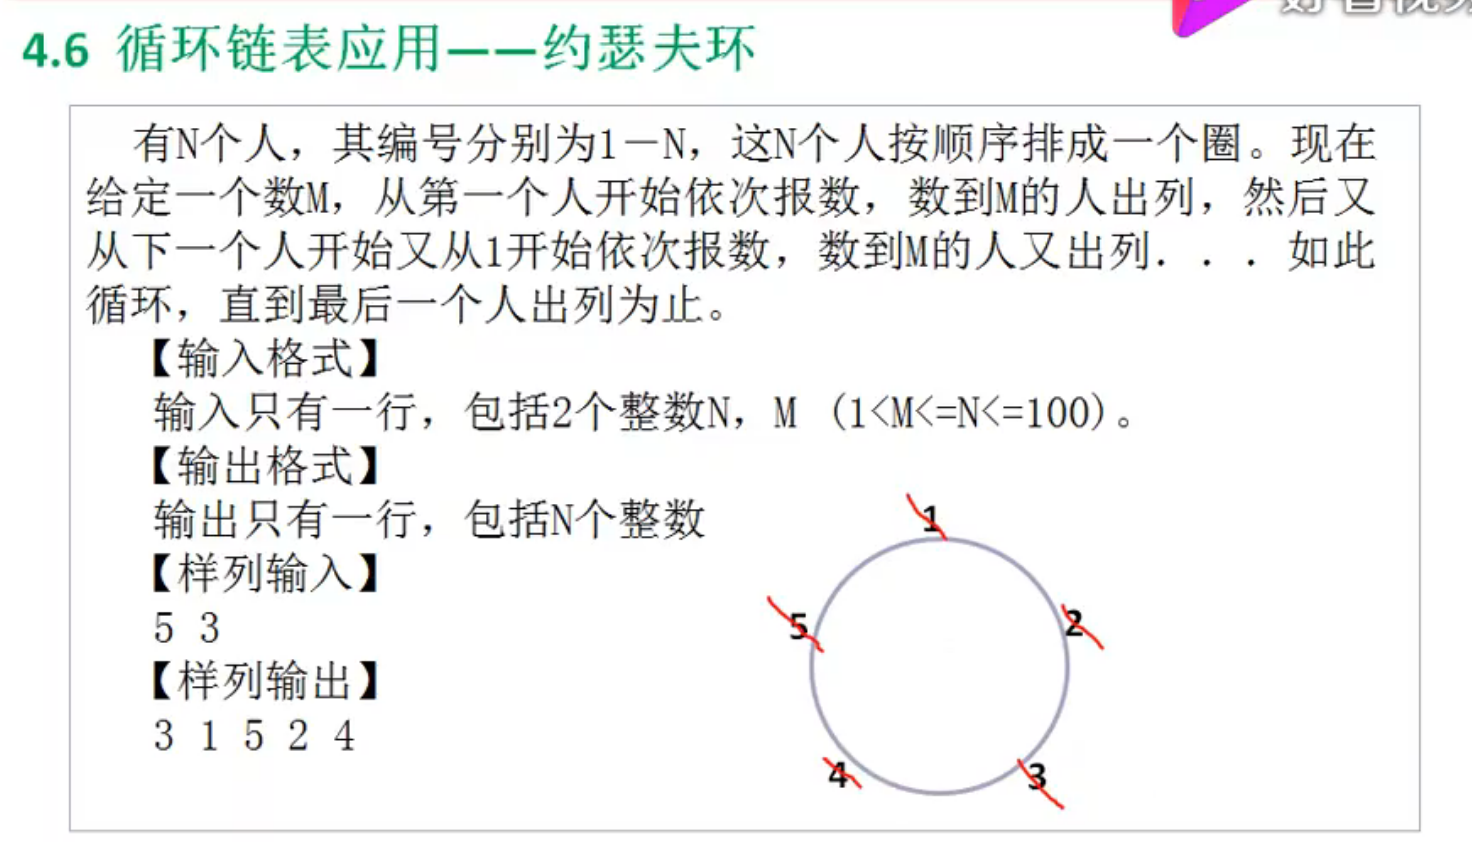 4.6 循环链表应用——约瑟夫环
有N个人，其编号分别为1－N，这N个人按顺序排成一个圈。现在
给定一个数M，从第一个人开始依次报数，数到M的人出列，然后又
从下一个人开始又从1开始依次报数，数到M的人又出列．．．如此
循环，直到最后一个人出列为止。
【输入格式】
输入只有一行，包括2个整数N，M (1<M<=N<=100)。
【输出格式】
输出只有一行，包括N个整数
【样列输入】
5 3
【样列输出】
3 1 5 2 4
1
5
2
4
3